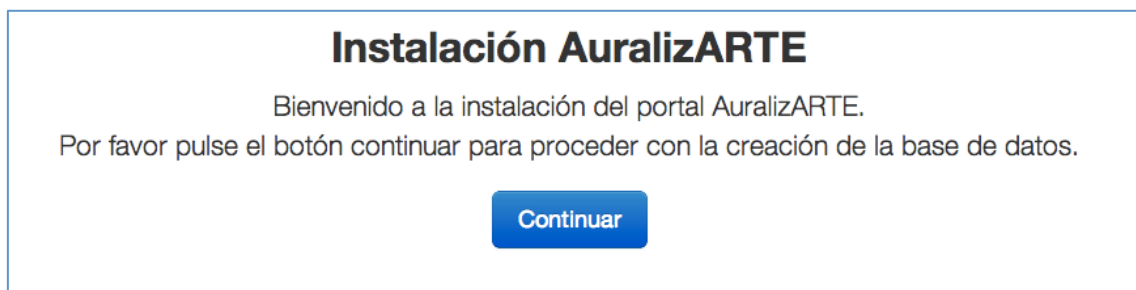 Instalación AuralizARTE
Bienvenido a la instalación del portal AuralizARTE.
Por favor pulse el botón continuar para proceder con la creación de la base de datos.
Continuar